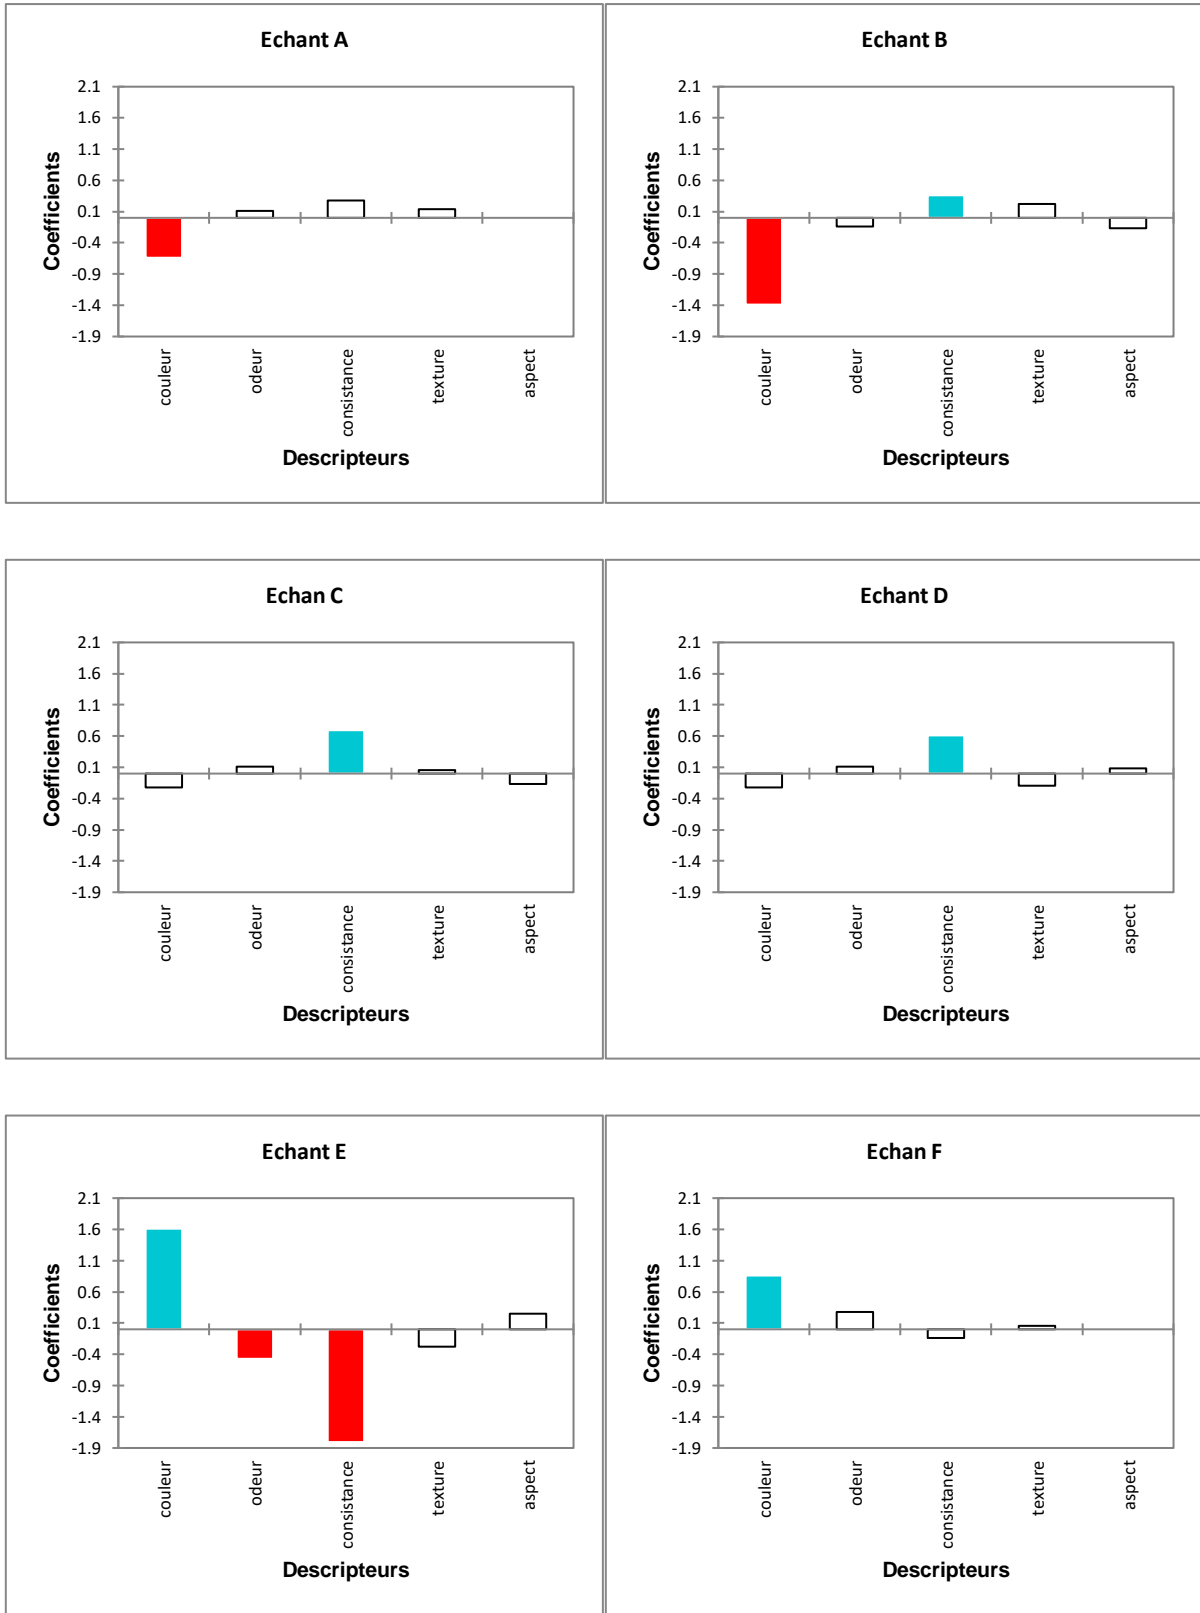 Echant A
2.1
1.6
1.1
0.6
0.1
-0.4
-0.9
-1.4
-1.9
Coefficients
couleur
odeur
consistance
texture
aspect
Descripteurs
Echant B
2.1
1.6
1.1
0.6
0.1
-0.4
-0.9
-1.4
-1.9
Coefficients
couleur
odeur
consistance
texture
aspect
Descripteurs
Echan C
2.1
1.6
1.1
0.6
0.1
-0.4
-0.9
-1.4
-1.9
Coefficients
couleur
odeur
consistance
texture
aspect
Descripteurs
Echant D
2.1
1.6
1.1
0.6
0.1
-0.4
-0.9
-1.4
-1.9
Coefficients
couleur
odeur
consistance
texture
aspect
Descripteurs
Echant E
2.1
1.6
1.1
0.6
0.1
-0.4
-0.9
-1.4
-1.9
Coefficients
couleur
odeur
consistance
texture
aspect
Descripteurs
Echan F
2.1
1.6
1.1
0.6
0.1
-0.4
-0.9
-1.4
-1.9
Coefficients
couleur
odeur
consistance
texture
aspect
Descripteurs